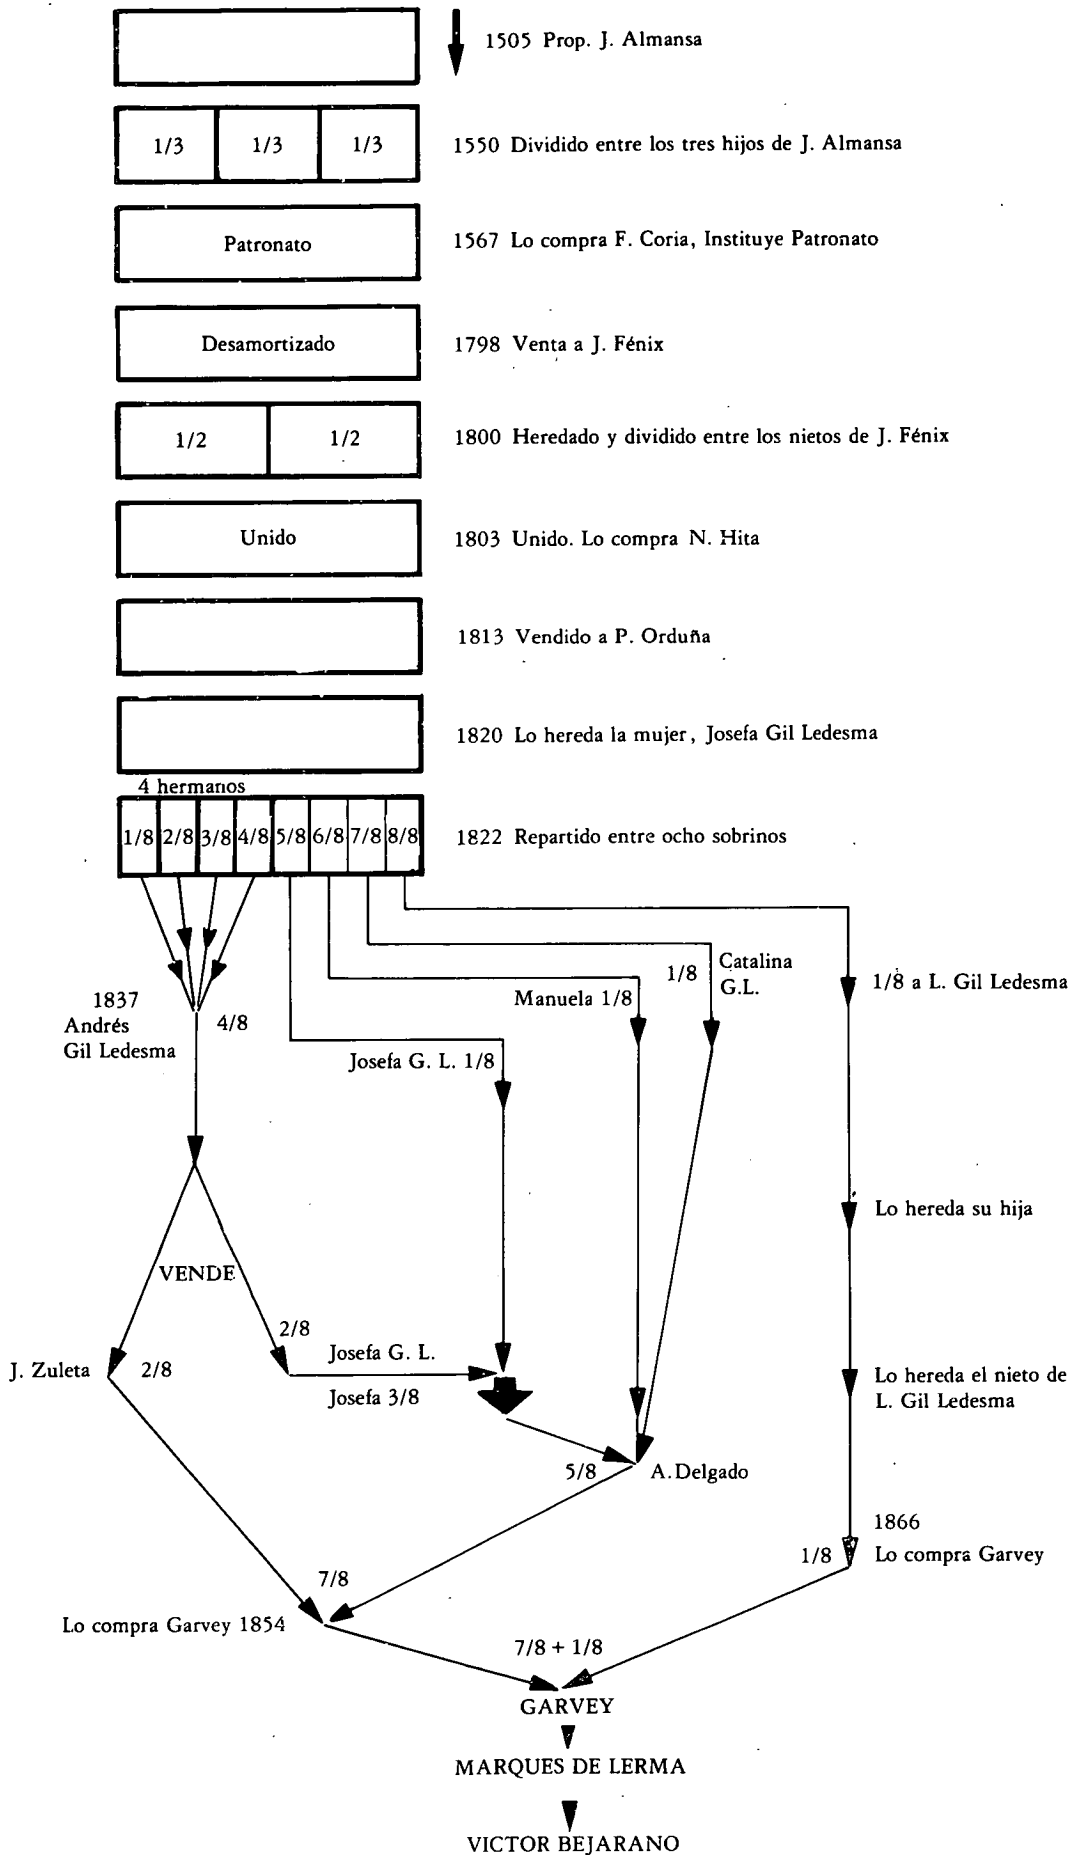 1505 Prop. J. Almansa
1/3 1/3 1/3
1550 Dividido entre los tres hijos de J. Almansa
Patronato
1567 Lo compra F. Coria, Instituye Patronato
Desamortizado
1798 Venta a J. Fénix
1/2 1/2
1800 Heredado y dividido entre los nietos de J. Fénix
Unido
1803 Unido. Lo compra N. Hita
1813 Vendido a P. Orduña
1820 Lo hereda la mujer, Josefa Gil Ledesma
4 hermanos
1/8 2/8 3/8 4/8 5/8 6/8 7/8 8/8
1822 Repartido entre ocho sobrinos
1837
Andrés
Gil Ledesma
4/8
Josefa G. L. 1/8
Manuela 1/8
1/8
Catalina
G.L.
1/8 a L. Gil Ledesma
Lo hereda su hija
VENDE
2/8
J. Zuleta
2/8
Josefa G. L.
Josefa 3/8
Lo hereda el nieto de
L. Gil Ledesma
5/8
A. Delgado
1866
1/8
Lo compra Garvey
7/8
Lo compra Garvey 1854
7/8 + 1/8
GARVEY
MARQUES DE LERMA
VICTOR BEJARANO